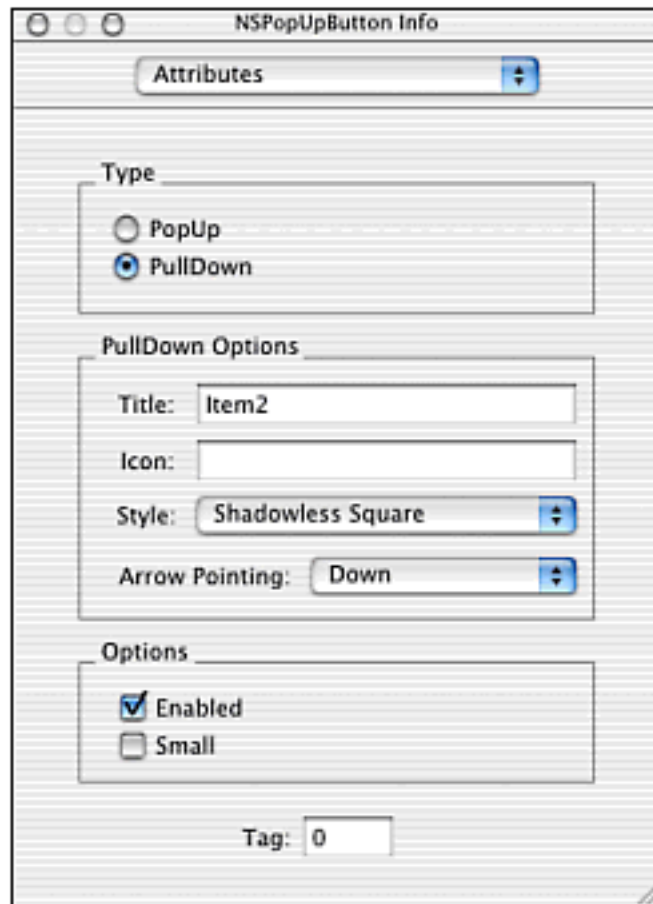 NSPopUpButton Info
Attributes
Type
PopUp
PullDown
PullDown Options
Title: Item2
Icon:
Style: Shadowless Square
Arrow Pointing: Down
Options
Enabled
Small
Tag: 0